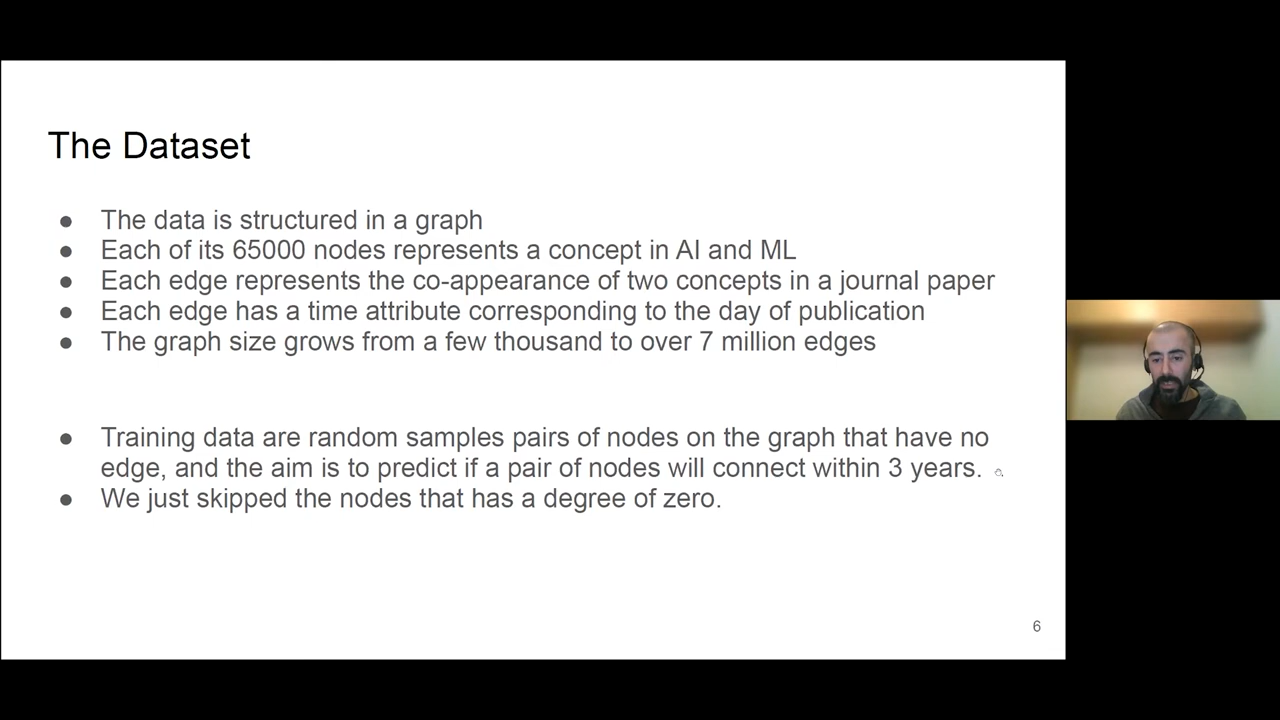 The Dataset
● The data is structured in a graph
● Each of its 65000 nodes represents a concept in AI and ML
● Each edge represents the co-appearance of two concepts in a journal paper
● Each edge has a time attribute corresponding to the day of publication
● The graph size grows from a few thousand to over 7 million edges
● Training data are random samples pairs of nodes on the graph that have no
edge, and the aim is to predict if a pair of nodes will connect within 3 years.
● We just skipped the nodes that has a degree of zero.
6